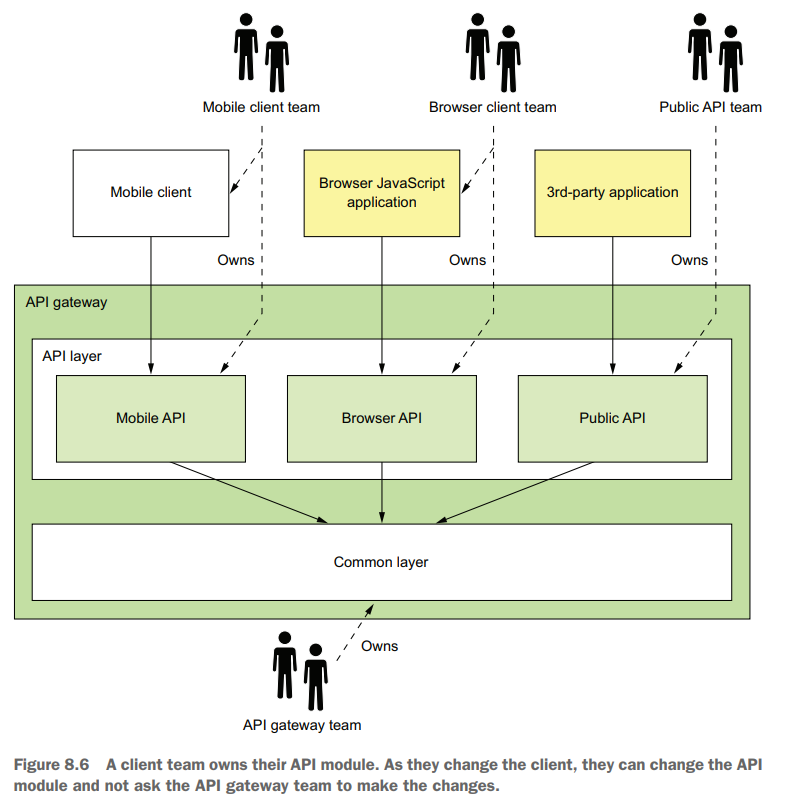 Mobile client team
Browser client team
Public API team
Mobile client
Browser JavaScript
application
3rd-party application
Owns
Owns
Owns
API gateway
API layer
Mobile API
Browser API
Public API
Common layer
Owns
API gateway team
Figure 8.6 A client team owns their API module. As they change the client, they can change the API
module and not ask the API gateway team to make the changes.